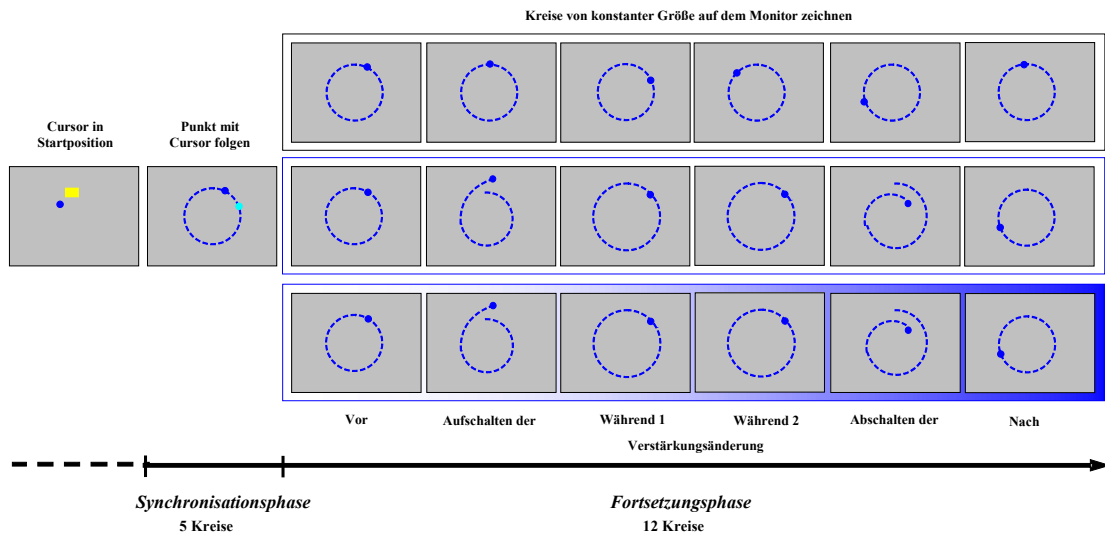 Kreise von konstanter Größe auf dem Monitor zeichnen
Cursor in
Startposition
Punkt mit
Cursor folgen
Vor
Aufschalten der
Während 1
Während 2
Abschalten der
Nach
Verstärkungsänderung
Synchronisationsphase
5 Kreise
Fortsetzungsphase
12 Kreise